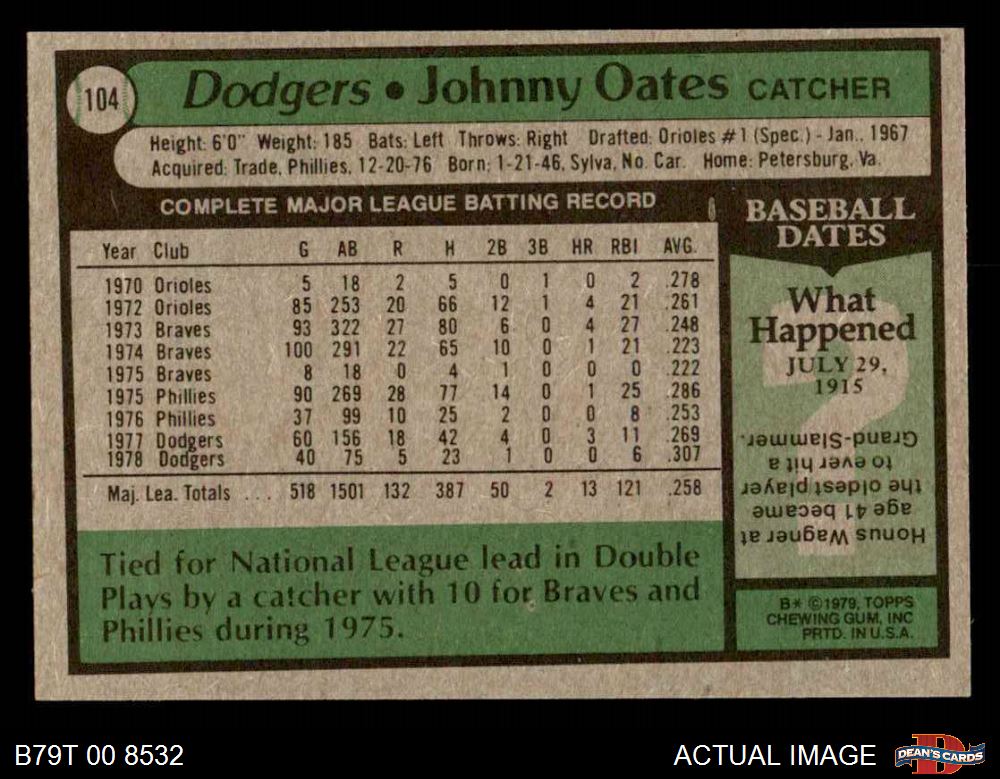 104
Dodgers • Johnny Oates CATCHER
Height: 6'0" Weight: 185 Bats: Left Throws: Right Drafted: Orioles #1 (Spec.) - Jan., 1967
Acquired: Trade, Phillies, 12-20-76 Born: 1-21-46, Sylva, No. Car. Home: Petersburg, Va.
COMPLETE MAJOR LEAGUE BATTING RECORD
Year Club G AB R H 2B 3B HR RBI AVG.
1970 Orioles 5 18 2 5 0 1 0 2 .278
1972 Orioles 85 253 20 66 12 1 4 21 .261
1973 Braves 93 322 27 80 6 0 4 27 .248
1974 Braves 100 291 22 65 10 0 1 21 .223
1975 Braves 8 18 0 4 1 0 0 0 .222
1975 Phillies 90 269 28 77 14 0 1 25 .286
1976 Phillies 37 99 10 25 2 0 0 8 .253
1977 Dodgers 60 156 18 42 4 0 3 11 .269
1978 Dodgers 40 75 5 23 1 0 0 6 .307
Maj. Lea. Totals ... 518 1501 132 387 50 2 13 121 .258
Tied for National League lead in Double
Plays by a catcher with 10 for Braves and
Phillies during 1975.
BASEBALL
DATES
What
Happened
JULY 29,
1915
?
Honus Wagner at
age 41 became
the oldest player
to ever hit a
Grand-Slammer.
B* ©1979, TOPPS
CHEWING GUM, INC
PRTD. IN U.S.A.
B79T 00 8532
ACTUAL IMAGE
D
DEAN'S CARDS